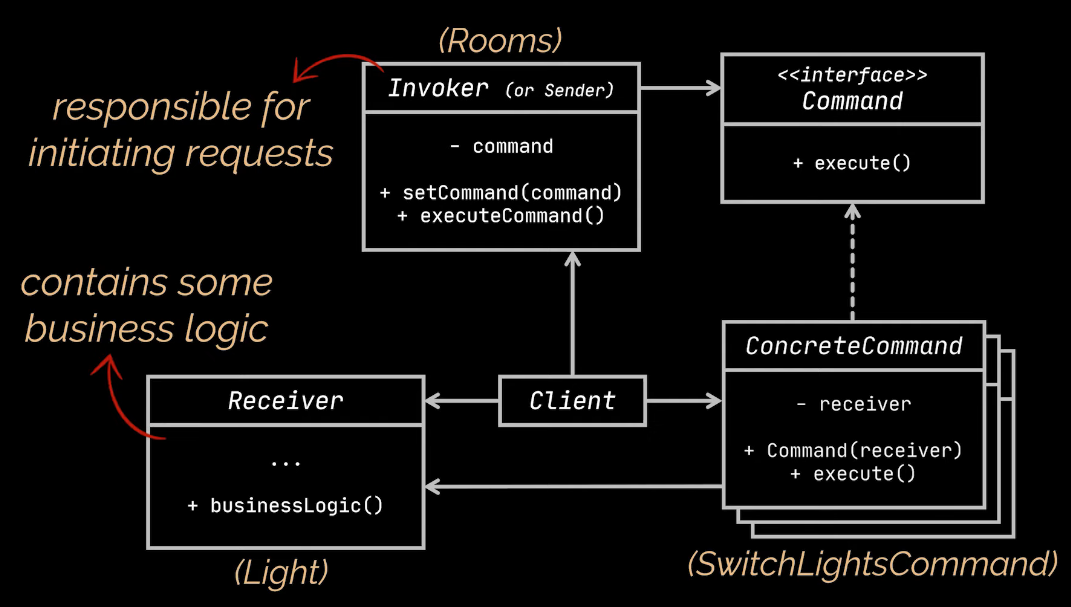 (Rooms)
Invoker (or Sender)
- command
+ setCommand(command)
+ executeCommand()
<<interface>>
Command
+ execute()
responsible for
initiating requests
contains some
business logic
Receiver
...
+ businessLogic()
(Light)
Client
ConcreteCommand
- receiver
+ Command(receiver)
+ execute()
(SwitchLightsCommand)